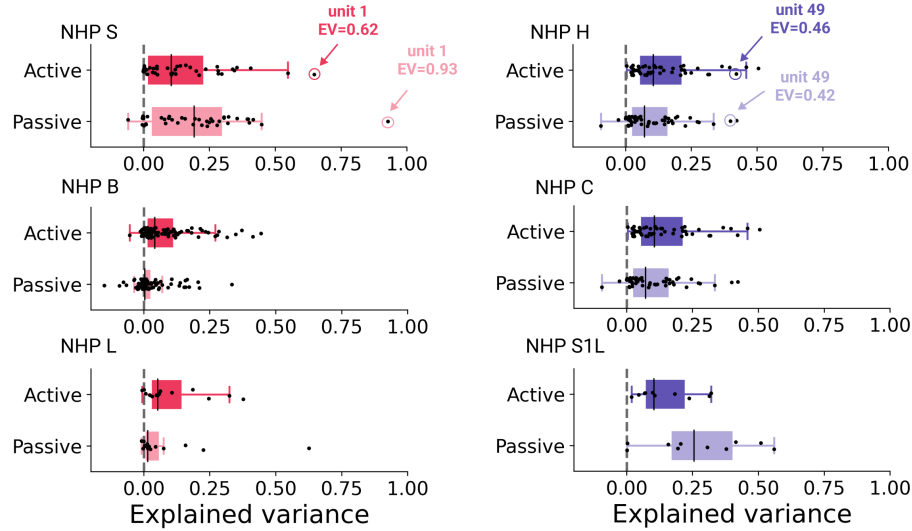 NHP S
unit 1
EV=0.62
unit 1
EV=0.93
Active
Passive
0.00 0.25 0.50 0.75 1.00
NHP H
unit 49
EV=0.46
unit 49
EV=0.42
Active
Passive
0.00 0.25 0.50 0.75 1.00
NHP B
Active
Passive
0.00 0.25 0.50 0.75 1.00
NHP C
Active
Passive
0.00 0.25 0.50 0.75 1.00
NHP L
Active
Passive
0.00 0.25 0.50 0.75 1.00
Explained variance
NHP S1L
Active
Passive
0.00 0.25 0.50 0.75 1.00
Explained variance